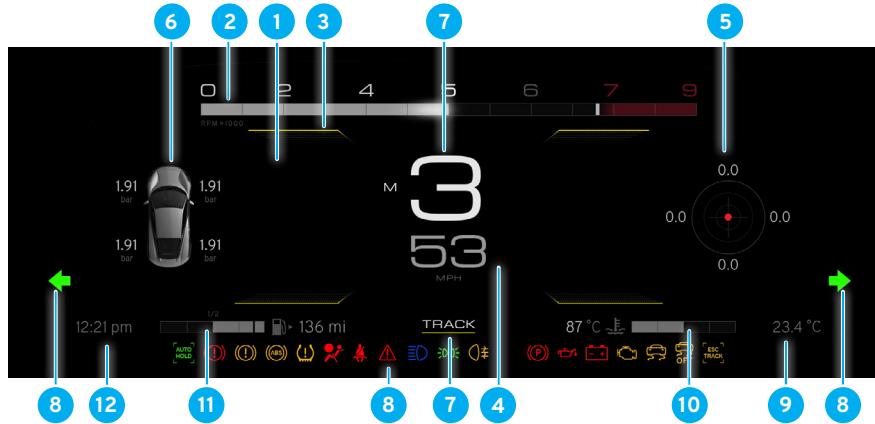 6 2 1 3 7 5
0 2 4 5 6 7 9
RPM×1000
1.91 1.91
bar bar
M 3
0.0
0.0 0.0
0.0
1.91 1.91
bar bar
53
MPH
12:21 pm 1/2 136 mi TRACK 87 °C 23.4 °C
AUTO HOLD ABS OFF ESC TRACK
8 12 11 8 7 4 10 9 8